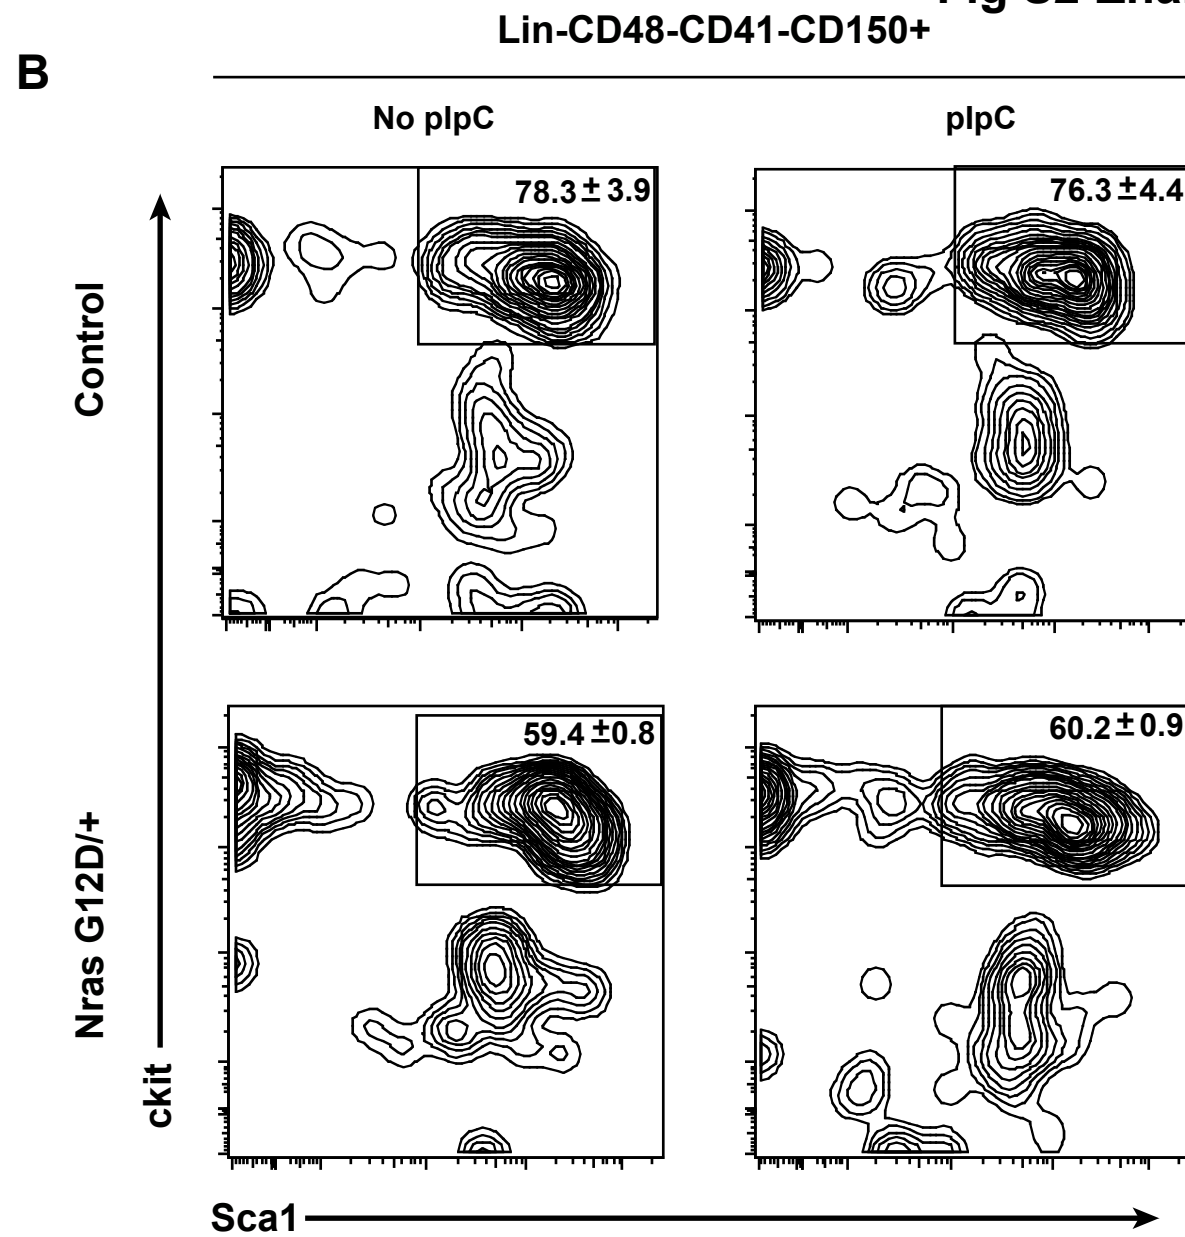 Lin-CD48-CD41-CD150+
B
No pIpC
pIpC
78.3 ± 3.9
76.3 ±4.4
Control
59.4 ±0.8
60.2 ± 0.9
Nras G12D/+
ckit
Sca1